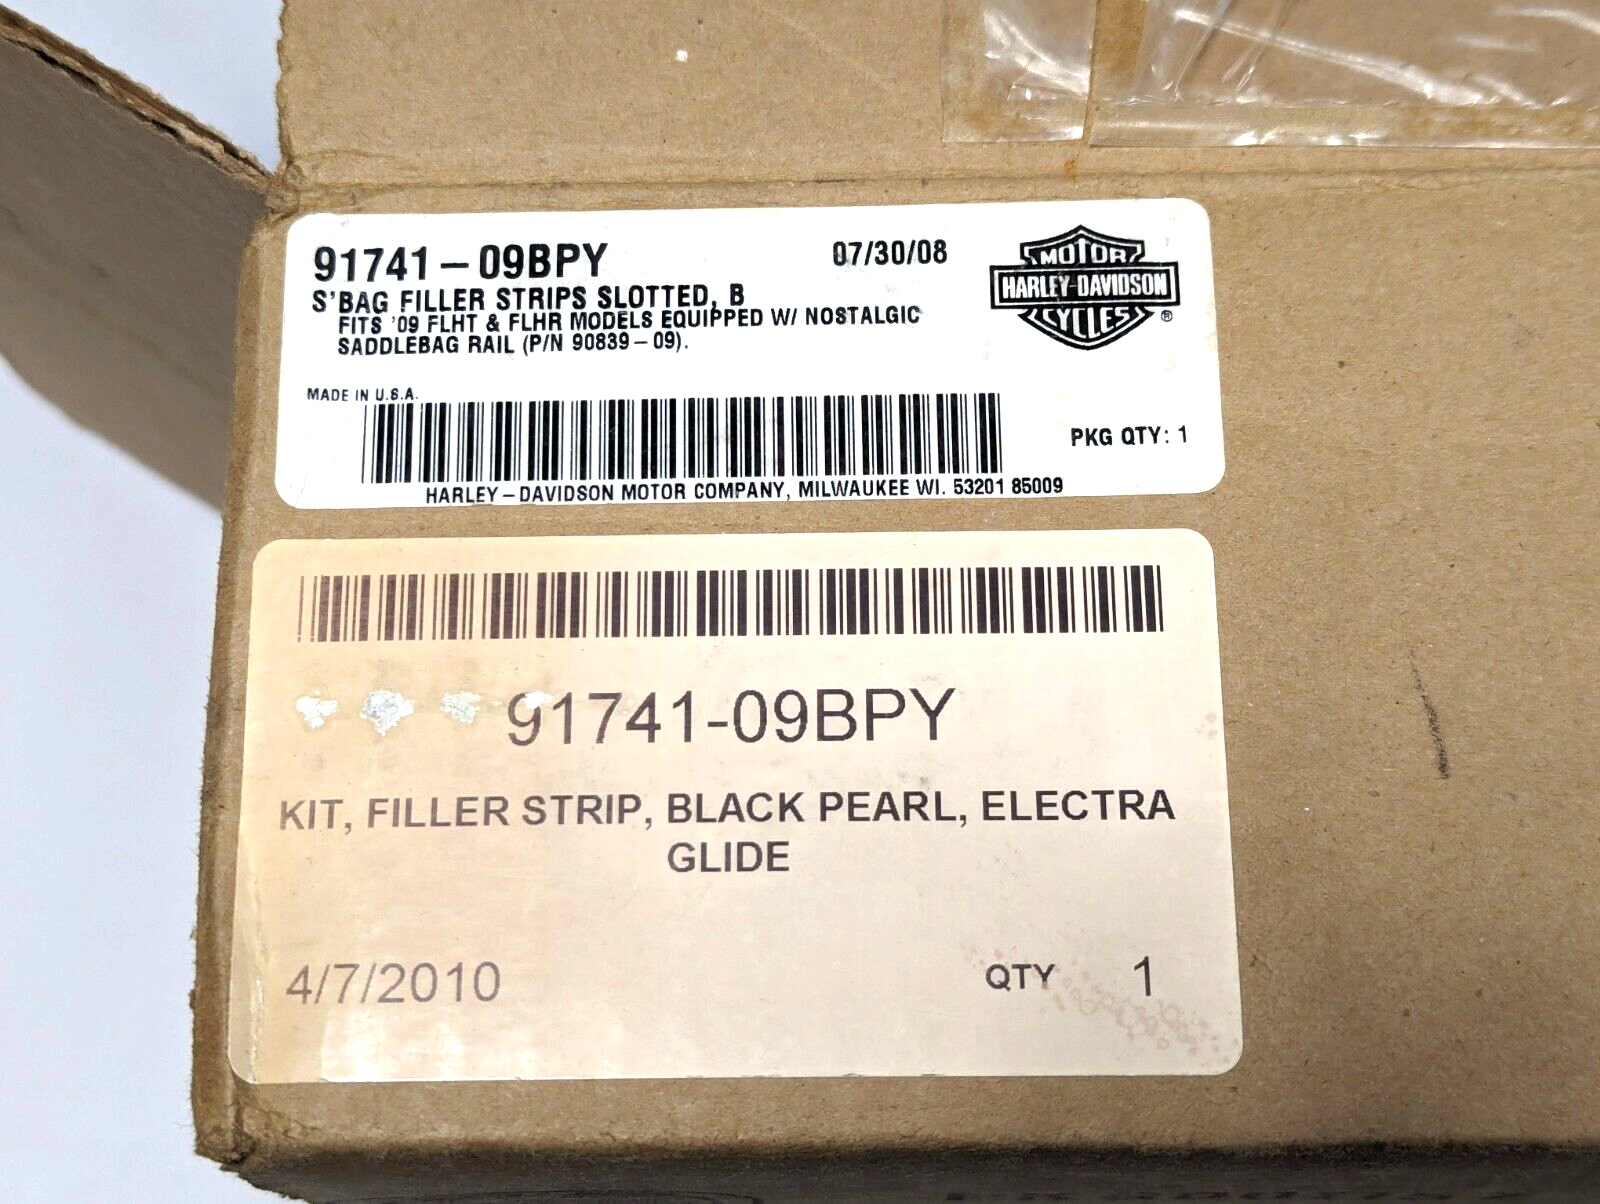 91741-09BPY
07/30/08
S'BAG FILLER STRIPS SLOTTED, B
FITS '09 FLHT & FLHR MODELS EQUIPPED W/ NOSTALGIC
SADDLEBAG RAIL (P/N 90839-09).
MOTOR
HARLEY-DAVIDSON
CYCLES
®
MADE IN U.S.A.
PKG QTY: 1
HARLEY-DAVIDSON MOTOR COMPANY, MILWAUKEE WI. 53201 85009
91741-09BPY
KIT, FILLER STRIP, BLACK PEARL, ELECTRA
GLIDE
4/7/2010
QTY 1